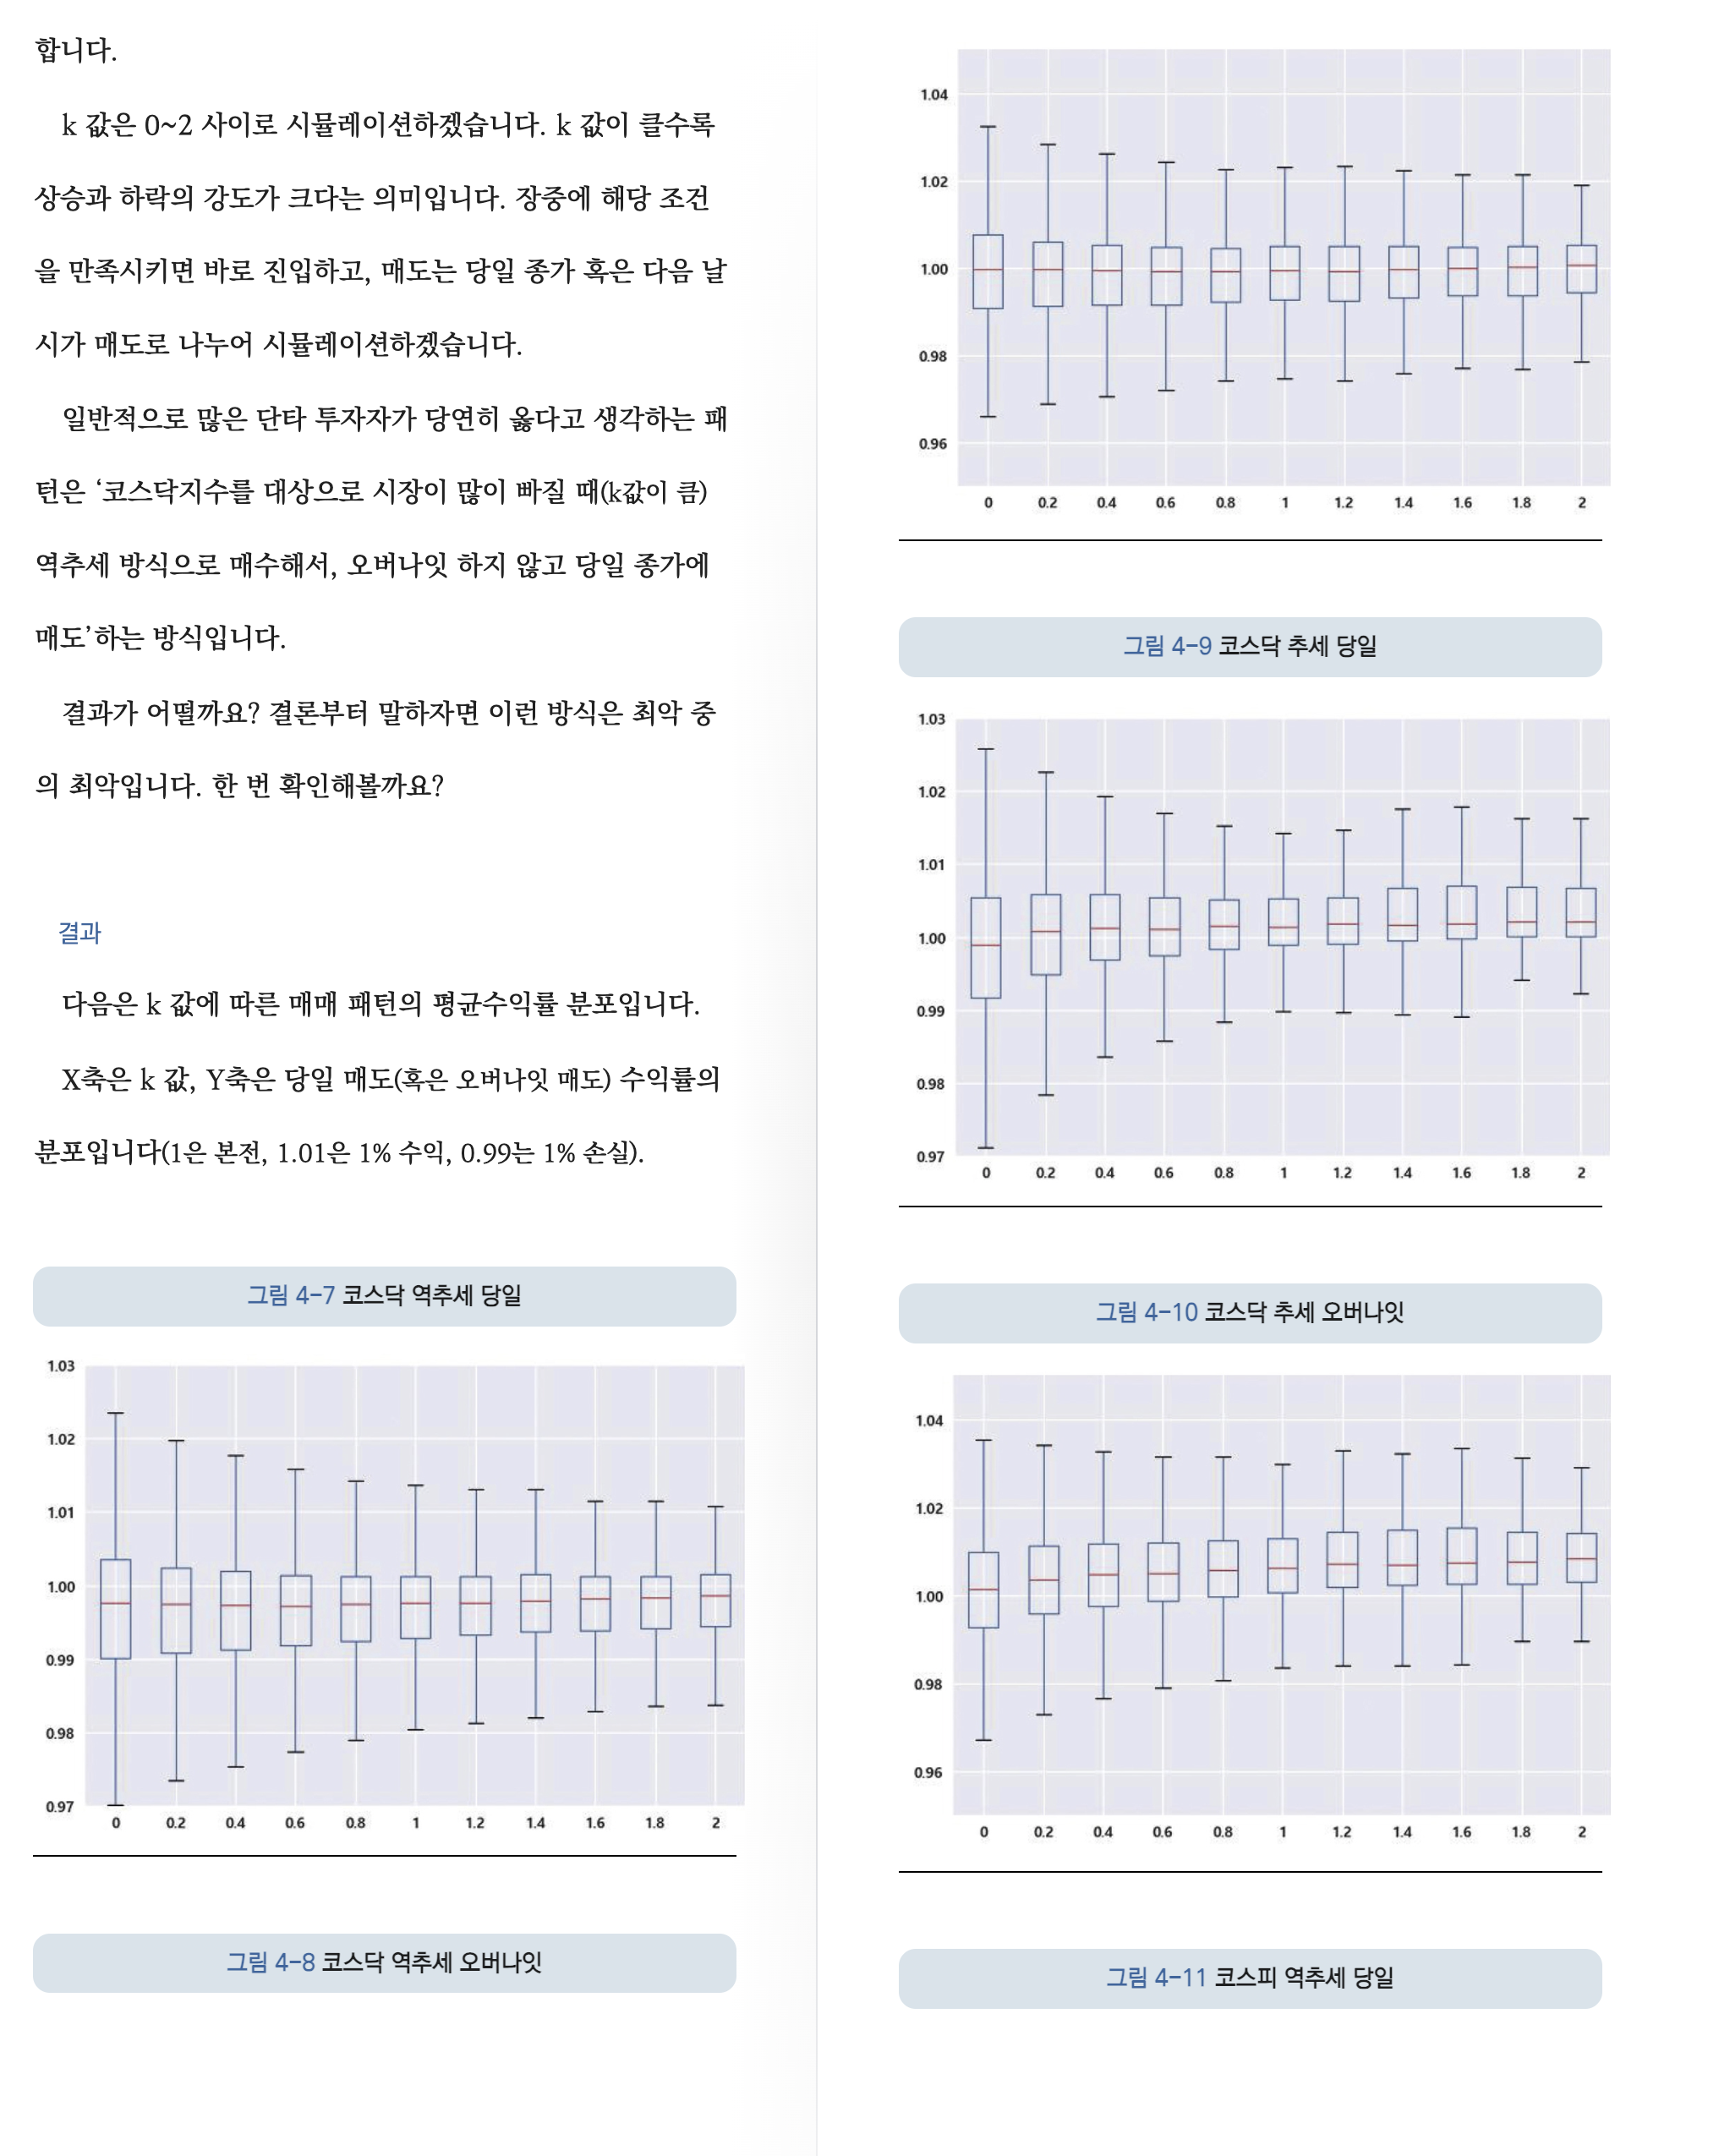 합니다.
k 값은 0~2 사이로 시뮬레이션하겠습니다. k 값이 클수록
상승과 하락의 강도가 크다는 의미입니다. 장중에 해당 조건
을 만족시키면 바로 진입하고, 매도는 당일 종가 혹은 다음 날
시가 매도로 나누어 시뮬레이션하겠습니다.
일반적으로 많은 단타 투자자가 당연히 옳다고 생각하는 패
턴은 ‘코스닥지수를 대상으로 시장이 많이 빠질 때(k값이 큼)
역추세 방식으로 매수해서, 오버나잇 하지 않고 당일 종가에
매도’하는 방식입니다.
결과가 어떨까요? 결론부터 말하자면 이런 방식은 최악 중
의 최악입니다. 한 번 확인해볼까요?
결과
다음은 k 값에 따른 매매 패턴의 평균수익률 분포입니다.
X축은 k 값, Y축은 당일 매도(혹은 오버나잇 매도) 수익률의
분포입니다(1은 본전, 1.01은 1% 수익, 0.99는 1% 손실).
그림 4-7 코스닥 역추세 당일
1.03
1.02
1.01
1.00
0.99
0.98
0.97
0 0.2 0.4 0.6 0.8 1 1.2 1.4 1.6 1.8 2
그림 4-8 코스닥 역추세 오버나잇
1.04
1.02
1.00
0.98
0.96
0 0.2 0.4 0.6 0.8 1 1.2 1.4 1.6 1.8 2
그림 4-9 코스닥 추세 당일
1.03
1.02
1.01
1.00
0.99
0.98
0.97
0 0.2 0.4 0.6 0.8 1 1.2 1.4 1.6 1.8 2
그림 4-10 코스닥 추세 오버나잇
1.04
1.02
1.00
0.98
0.96
0 0.2 0.4 0.6 0.8 1 1.2 1.4 1.6 1.8 2
그림 4-11 코스피 역추세 당일